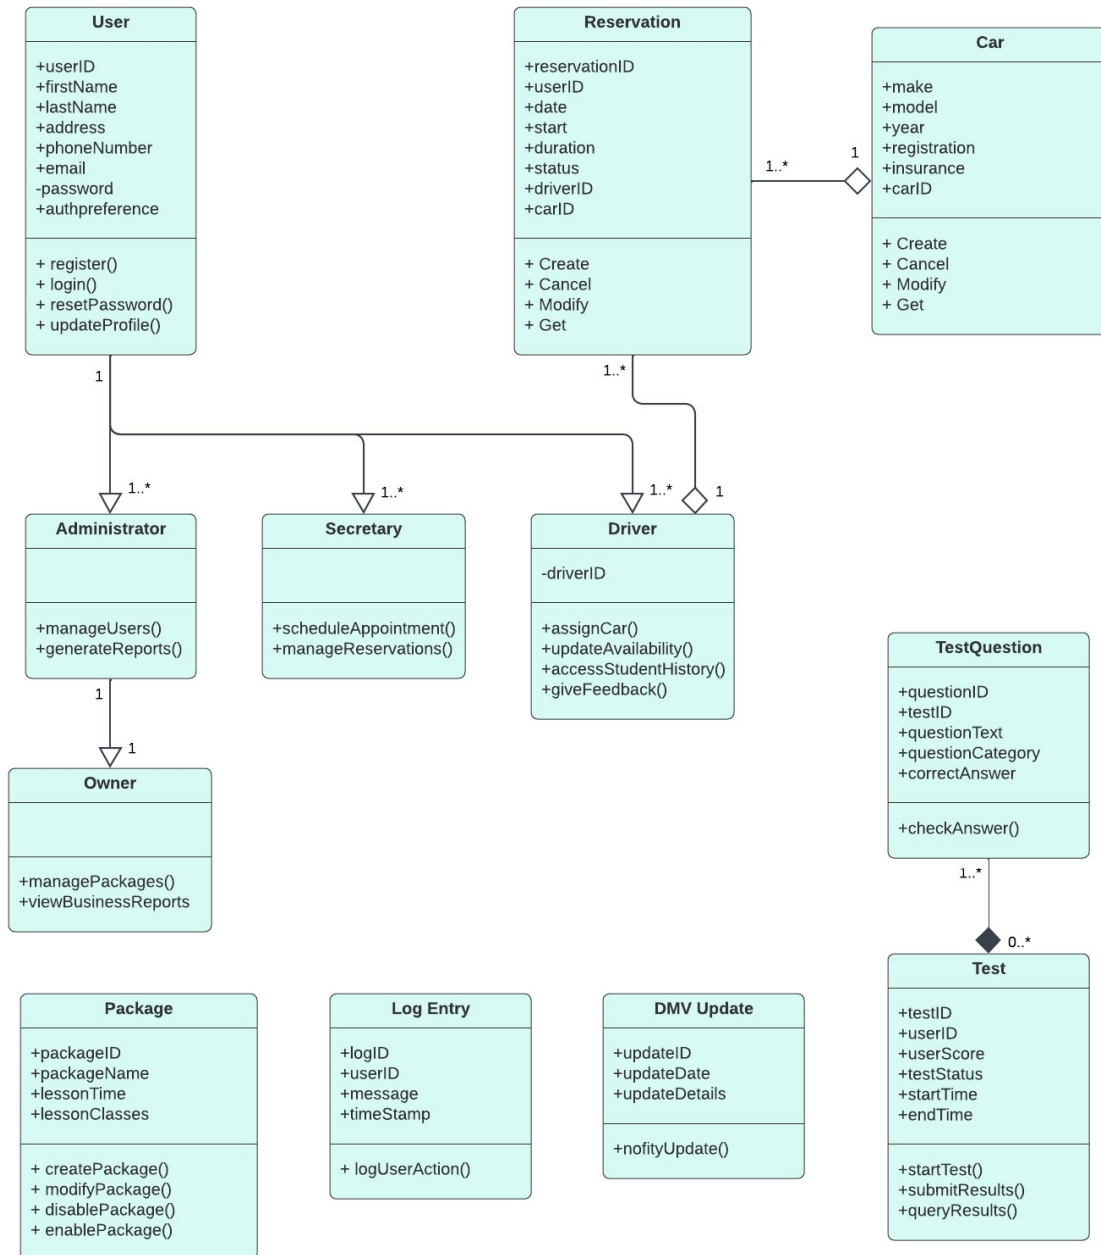 User
+userID
+firstName
+lastName
+address
+phoneNumber
+email
-password
+authpreference
+ register()
+ login()
+ resetPassword()
+ updateProfile()
Reservation
+reservationID
+userID
+date
+start
+duration
+status
+driverID
+carID
+ Create
+ Cancel
+ Modify
+ Get
1..*
1
Car
+make
+model
+year
+registration
+insurance
+carID
+ Create
+ Cancel
+ Modify
+ Get
1
1..*
1..*
1..*
1..*
1
Administrator
+manageUsers()
+generateReports()
Secretary
+scheduleAppointment()
+manageReservations()
Driver
-driverID
+assignCar()
+updateAvailability()
+accessStudentHistory()
+giveFeedback()
1
1
Owner
+managePackages()
+viewBusinessReports
TestQuestion
+questionID
+testID
+questionText
+questionCategory
+correctAnswer
+checkAnswer()
1..*
0..*
Package
+packageID
+packageName
+lessonTime
+lessonClasses
+ createPackage()
+ modifyPackage()
+ disablePackage()
+ enablePackage()
Log Entry
+logID
+userID
+message
+timeStamp
+ logUserAction()
DMV Update
+updateID
+updateDate
+updateDetails
+nofityUpdate()
Test
+testID
+userID
+userScore
+testStatus
+startTime
+endTime
+startTest()
+submitResults()
+queryResults()